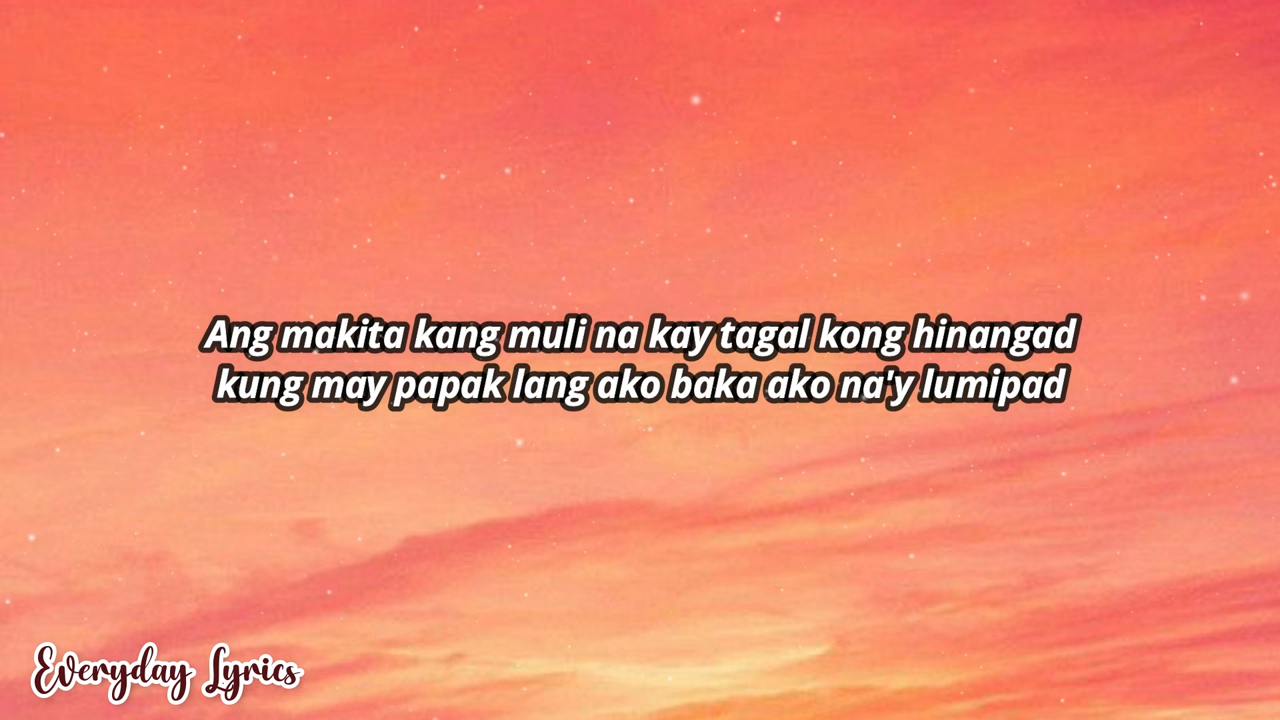 Ang makita kang muli na kay tagal kong hinangad
kung may papak lang ako baka ako na'y lumipad
Everyday Lyrics